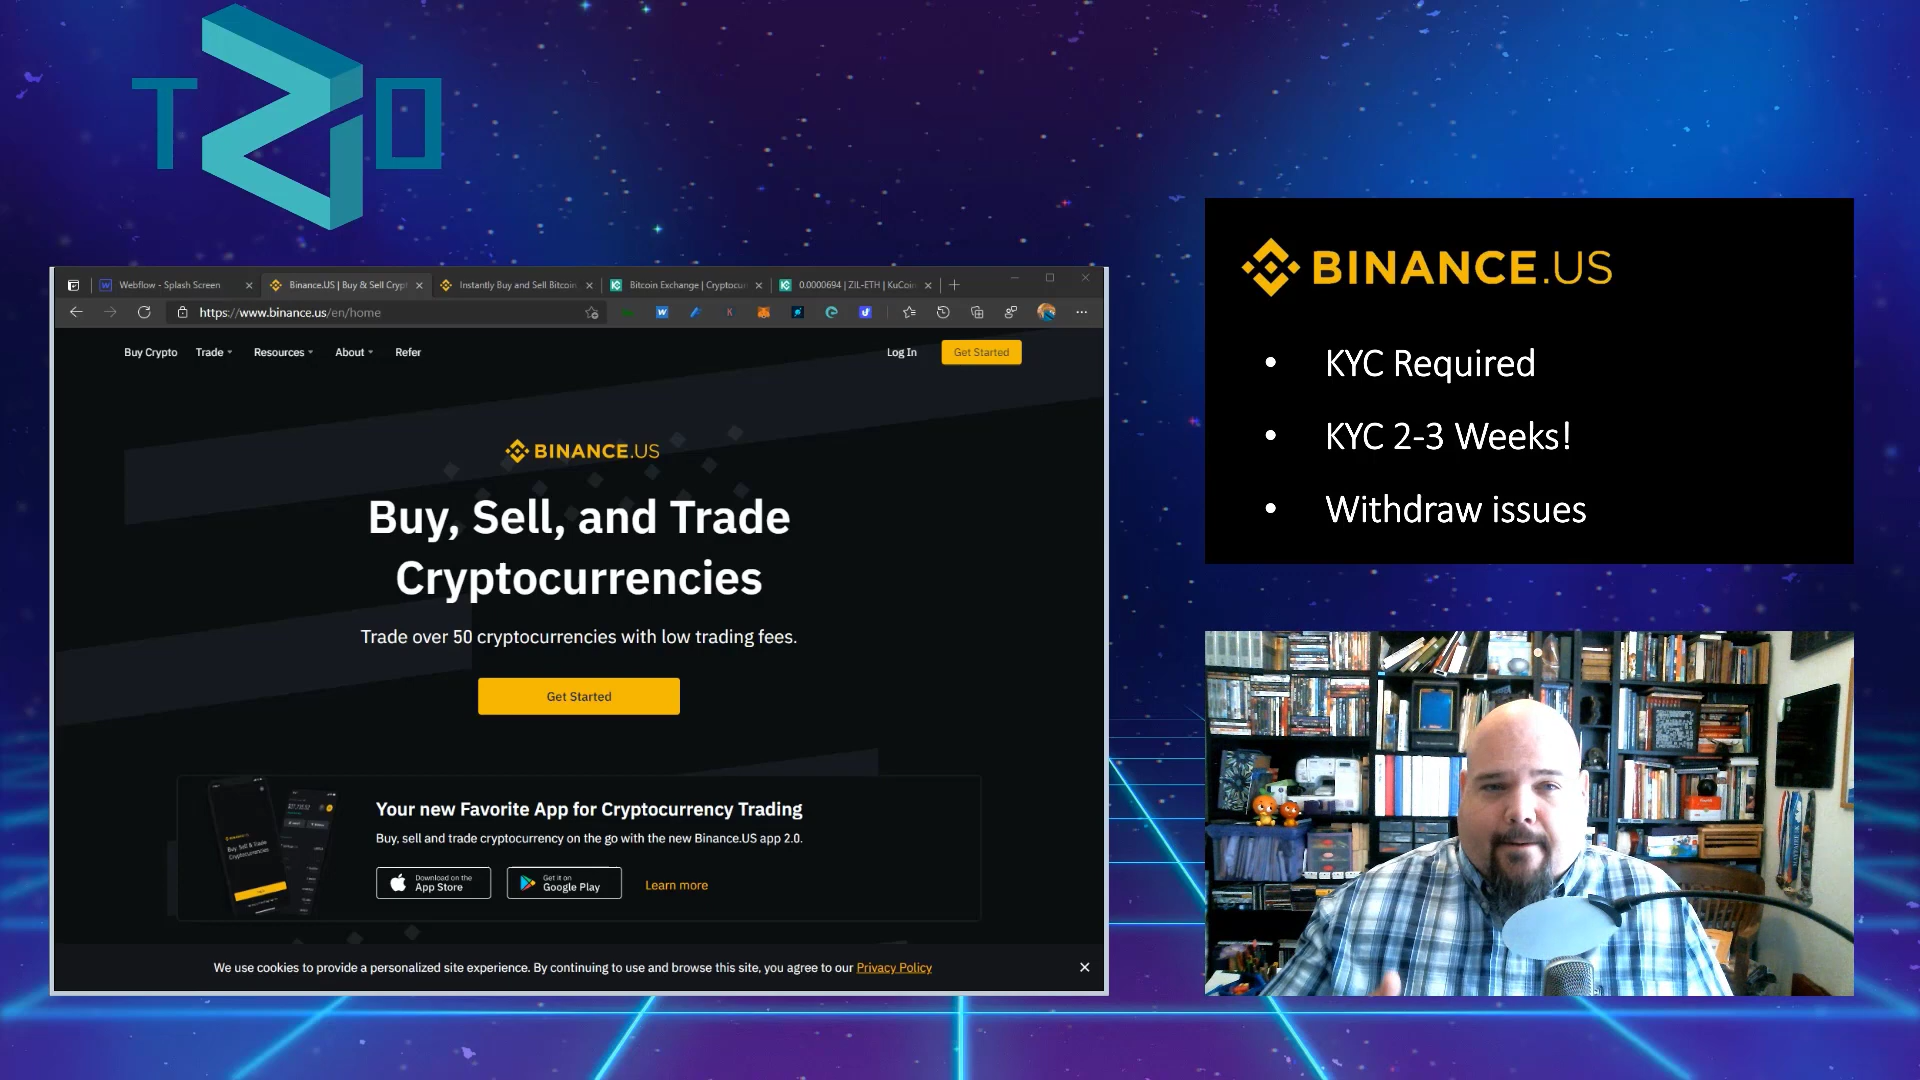 TZO
Webflow - Splash Screen
Binance.US | Buy & Sell Crypt
Instantly Buy and Sell Bitcoin
Bitcoin Exchange | Cryptocur
0.0000694 | ZIL-ETH | KuCoin
https://www.binance.us/en/home
Buy Crypto Trade Resources About Refer Log In Get Started
BINANCE.US
Buy, Sell, and Trade
Cryptocurrencies
Trade over 50 cryptocurrencies with low trading fees.
Get Started
Your new Favorite App for Cryptocurrency Trading
Buy, sell and trade cryptocurrency on the go with the new Binance.US app 2.0.
Download on the
App Store
Get it on
Google Play
Learn more
We use cookies to provide a personalized site experience. By continuing to use and browse this site, you agree to our Privacy Policy
BINANCE.US
• KYC Required
• KYC 2-3 Weeks!
• Withdraw issues